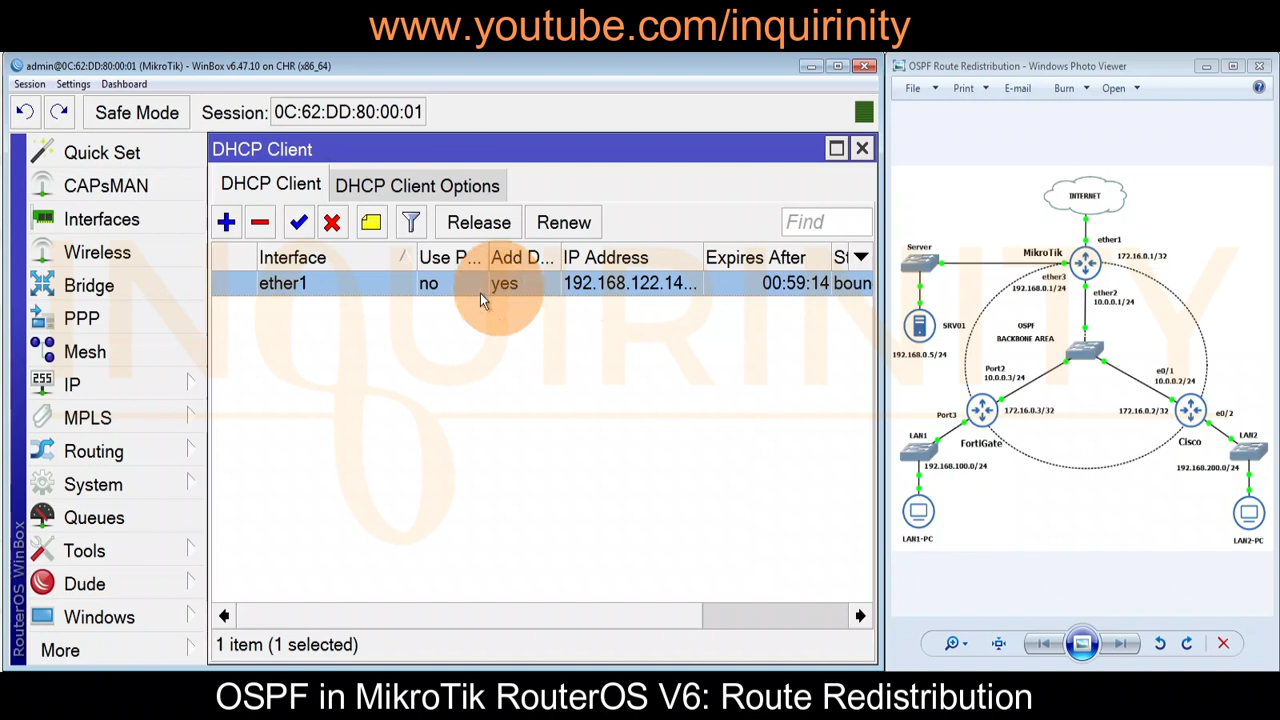 www.youtube.com/inquirinity
admin@0C:62:DD:80:00:01 (MikroTik) - WinBox v6.47.10 on CHR (x86_64)
Session Settings Dashboard
Safe Mode Session: 0C:62:DD:80:00:01
Quick Set
CAPsMAN
Interfaces
Wireless
Bridge
PPP
Mesh
255 IP
MPLS
Routing
System
Queues
Tools
Dude
Windows
More
RouterOS WinBox
DHCP Client
DHCP Client DHCP Client Options
Release Renew Find
Interface Use P... Add D... IP Address Expires After St
ether1 no yes 192.168.122.14... 00:59:14 boun
1 item (1 selected)
INQUIRINITY
OSPF Route Redistribution - Windows Photo Viewer
File Print E-mail Burn Open
INTERNET
ether1
Server
MikroTik
172.16.0.1/32
ether3
192.168.0.1/24
ether2
10.0.0.1/24
SRV01
192.168.0.5/24
OSPF
BACKBONE AREA
Port2
10.0.0.3/24
e0/1
10.0.0.2/24
172.16.0.3/32
172.16.0.2/32
Port3
e0/2
LAN1
FortiGate
Cisco
LAN2
192.168.100.0/24
192.168.200.0/24
LAN1-PC
LAN2-PC
OSPF in MikroTik RouterOS V6: Route Redistribution